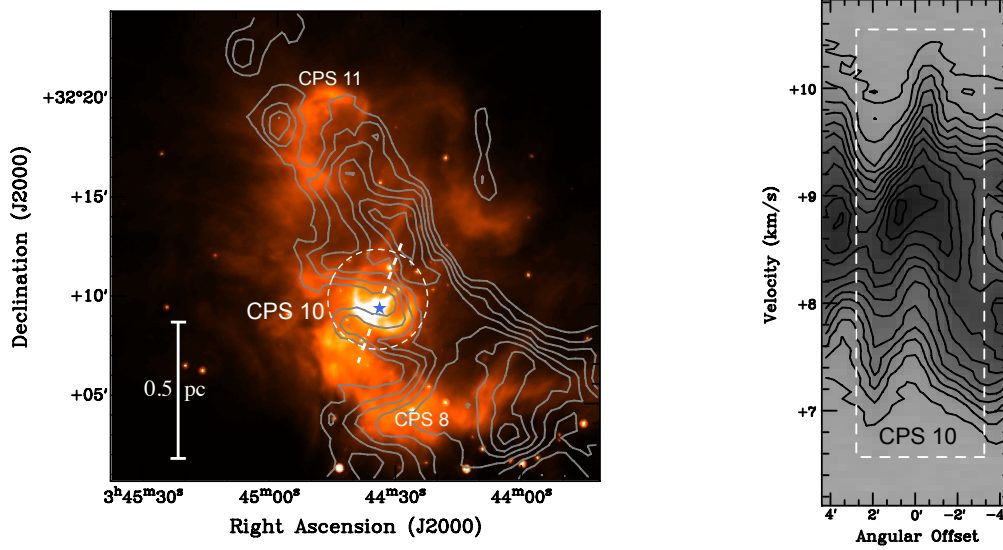 CPS 11
+32°20′
+15′
+10′
+05′
Declination (J2000)
CPS 10
0.5 pc
CPS 8
3ʰ45ᵐ30ˢ
45ᵐ00ˢ
44ᵐ30ˢ
44ᵐ00ˢ
Right Ascension (J2000)
+10
+9
+8
+7
Velocity (km/s)
CPS 10
4′ 2′ 0′ -2′ -4
Angular Offset